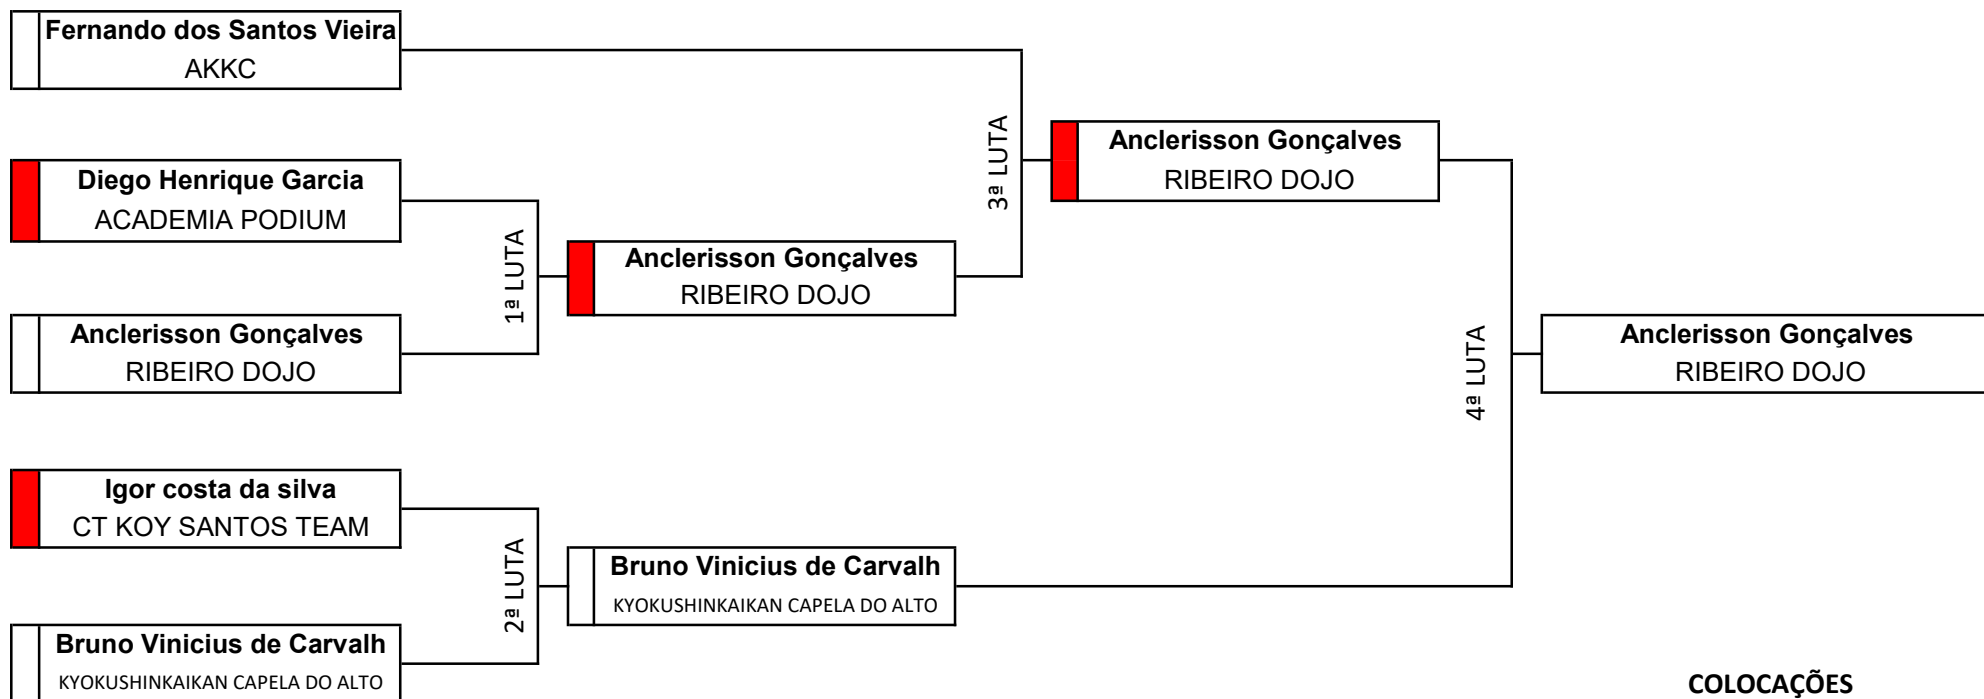 Fernando dos Santos Vieira
AKKC
Diego Henrique Garcia
ACADEMIA PODIUM
Anclerisson Gonçalves
RIBEIRO DOJO
Igor costa da silva
CT KOY SANTOS TEAM
Bruno Vinicius de Carvalh
KYOKUSHINKAIKAN CAPELA DO ALTO
1ª LUTA
2ª LUTA
Anclerisson Gonçalves
RIBEIRO DOJO
Bruno Vinicius de Carvalh
KYOKUSHINKAIKAN CAPELA DO ALTO
3ª LUTA
Anclerisson Gonçalves
RIBEIRO DOJO
4ª LUTA
Anclerisson Gonçalves
RIBEIRO DOJO
COLOCAÇÕES